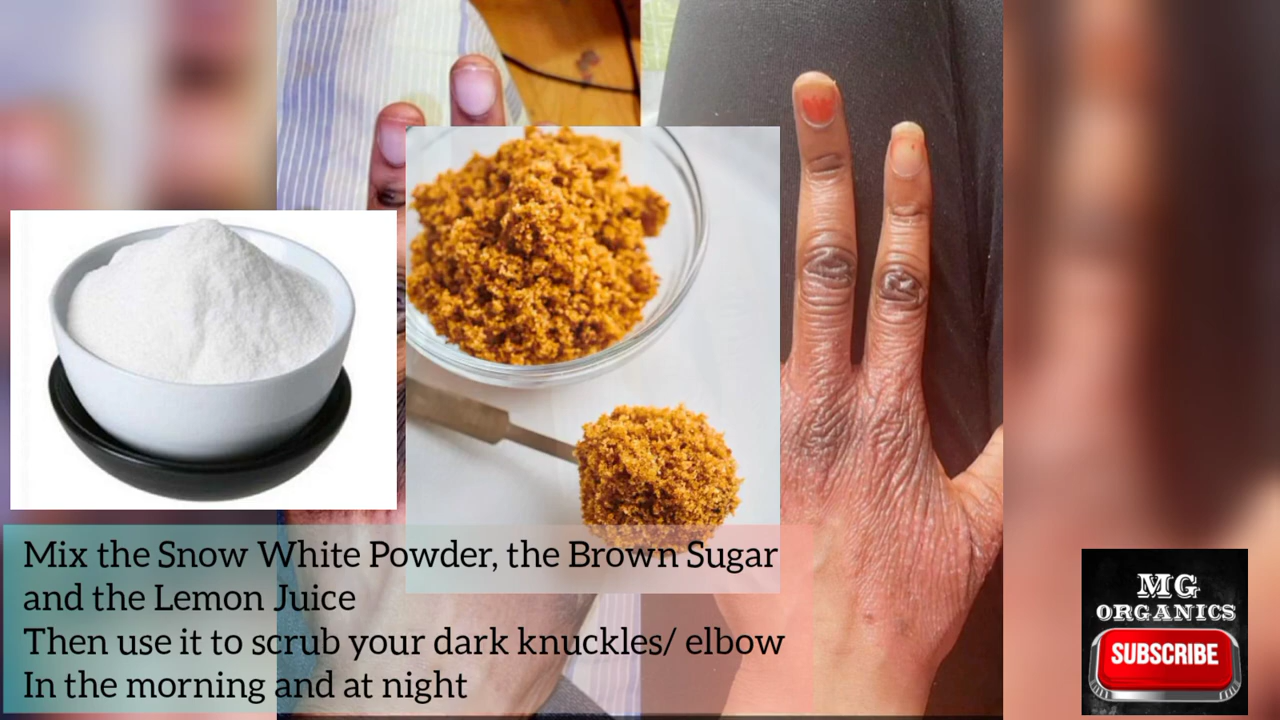 Mix the Snow White Powder, the Brown Sugar
and the Lemon Juice
Then use it to scrub your dark knuckles/ elbow
In the morning and at night
MG
ORGANICS
SUBSCRIBE